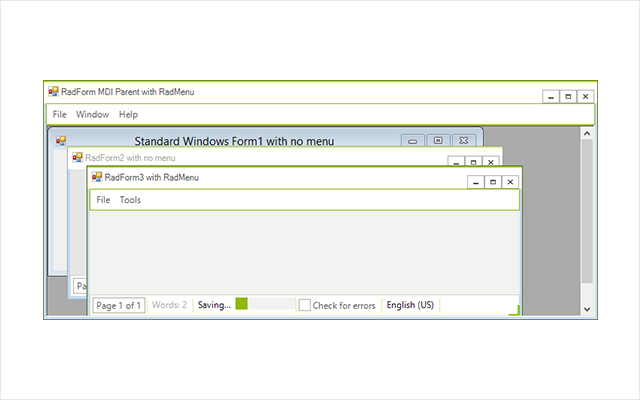 RadForm MDI Parent with RadMenu
File Window Help
Standard Windows Form1 with no menu
RadForm2 with no menu
RadForm3 with RadMenu
File Tools
Pa
Page 1 of 1 Words: 2 Saving... Check for errors English (US)